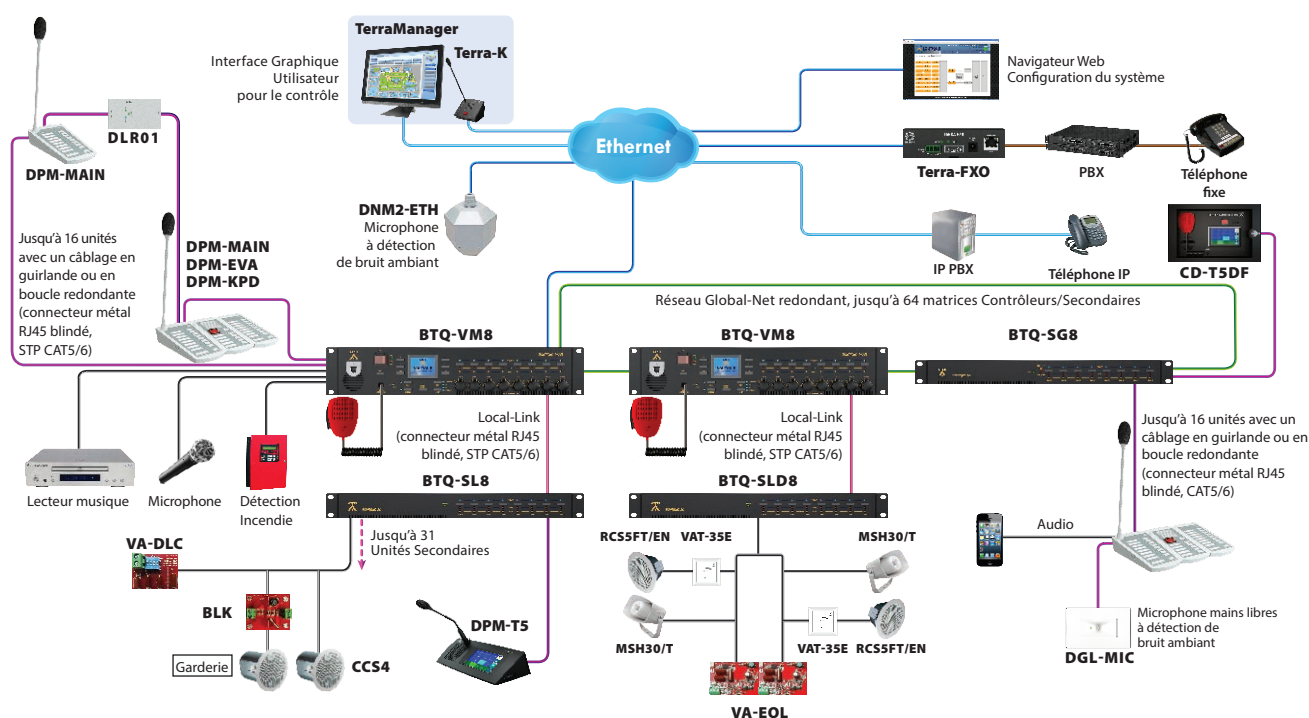 TerraManager
Terra-K
Interface Graphique
Utilisateur
pour le contrôle
Navigateur Web
Configuration du système
DLR01
DPM-MAIN
Ethernet
Terra-FXO
PBX
Téléphone
fixe
DNM2-ETH
Microphone
à détection
de bruit ambiant
IP PBX
Téléphone IP
CD-T5DF
Jusqu'à 16 unités
avec un câblage en
guirlande ou en
boucle redondante
(connecteur métal
RJ45 blindé,
STP CAT5/6)
DPM-MAIN
DPM-EVA
DPM-KPD
Réseau Global-Net redondant, jusqu'à 64 matrices Contrôleurs/Secondaires
BTQ-VM8
BTQ-VM8
BTQ-SG8
Local-Link
(connecteur métal RJ45
blindé, STP CAT5/6)
Local-Link
(connecteur métal RJ45
blindé, STP CAT5/6)
Jusqu'à 16 unités avec un
câblage en guirlande ou en
boucle redondante
(connecteur métal RJ45
blindé, CAT5/6)
Lecteur musique
Microphone
Détection
Incendie
BTQ-SL8
BTQ-SLD8
Jusqu'à 31
Unités Secondaires
VA-DLC
BLK
Garderie
CCS4
DPM-T5
RCS5FT/EN
VAT-35E
MSH30/T
MSH30/T
VAT-35E
RCS5FT/EN
VA-EOL
Audio
Microphone mains libres
à détection de
bruit ambiant
DGL-MIC